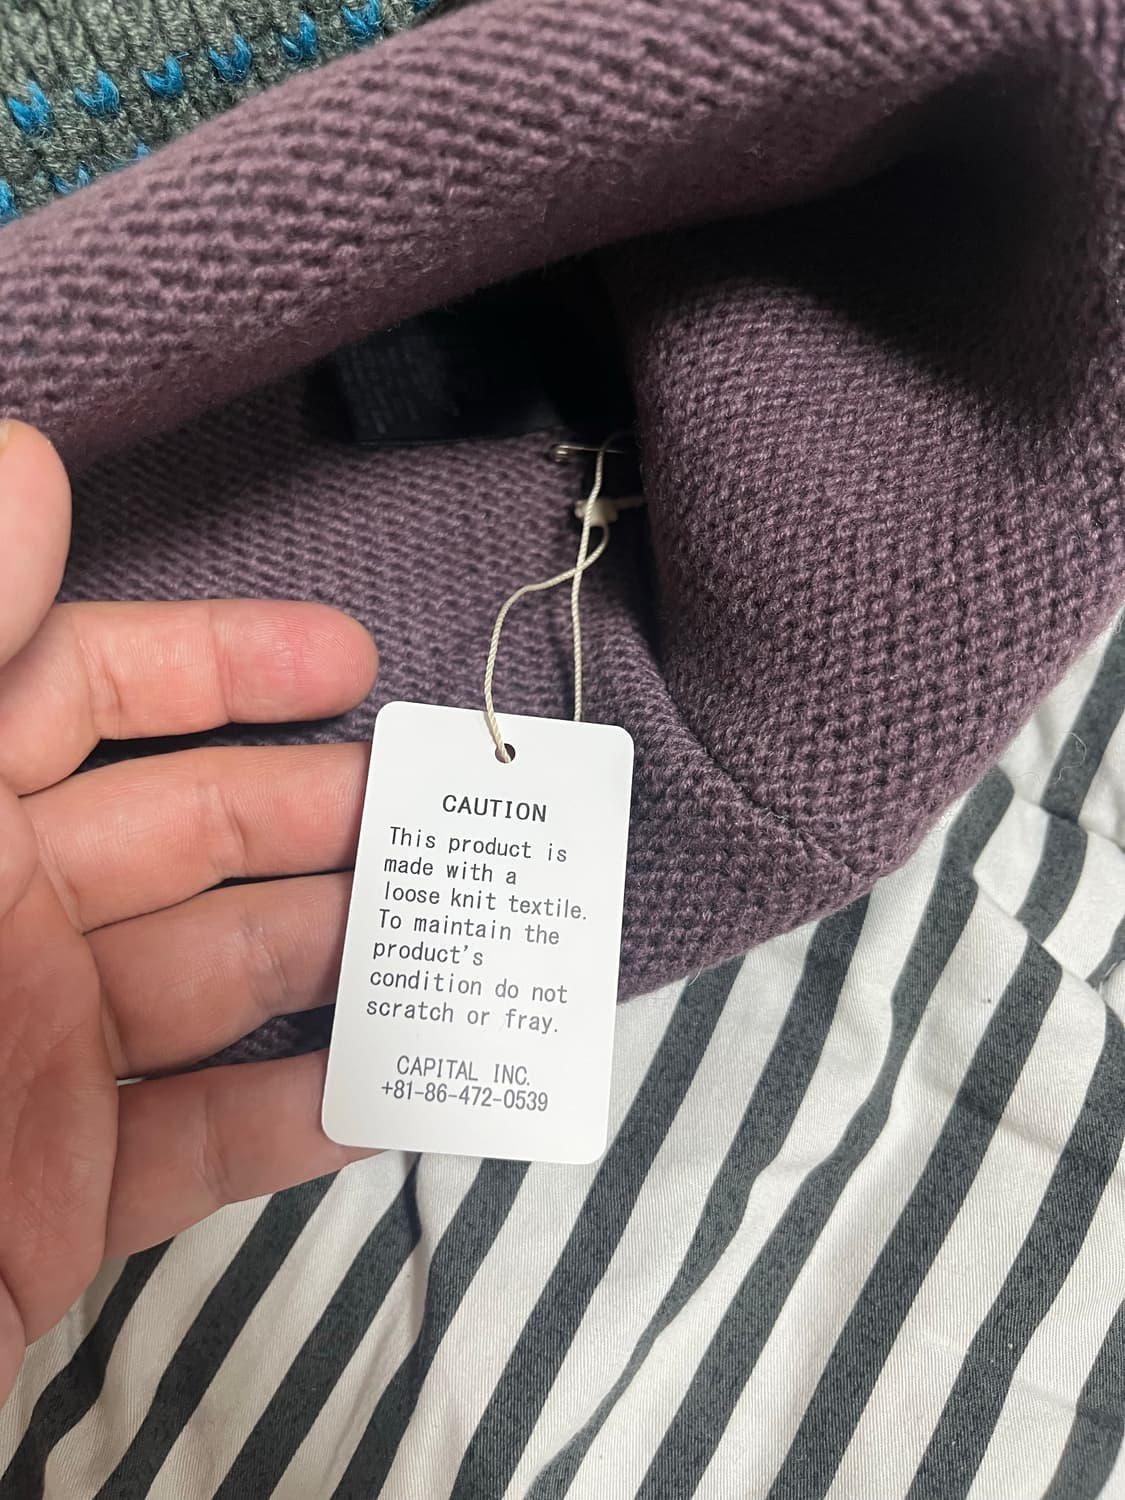 CAUTION
This product is
made with a
loose knit textile.
To maintain the
product's
condition do not
scratch or fray.
CAPITAL INC.
+81-86-472-0539